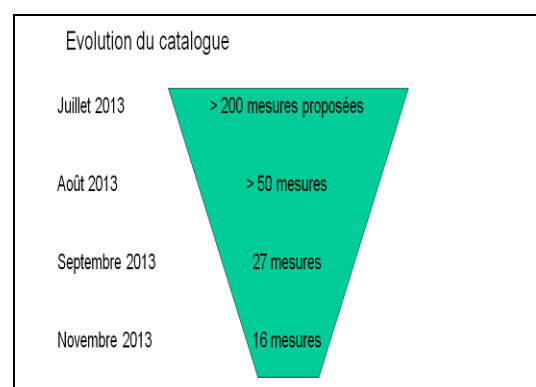 Evolution du catalogue
Juillet 2013 > 200 mesures proposées
Août 2013 > 50 mesures
Septembre 2013 27 mesures
Novembre 2013 16 mesures